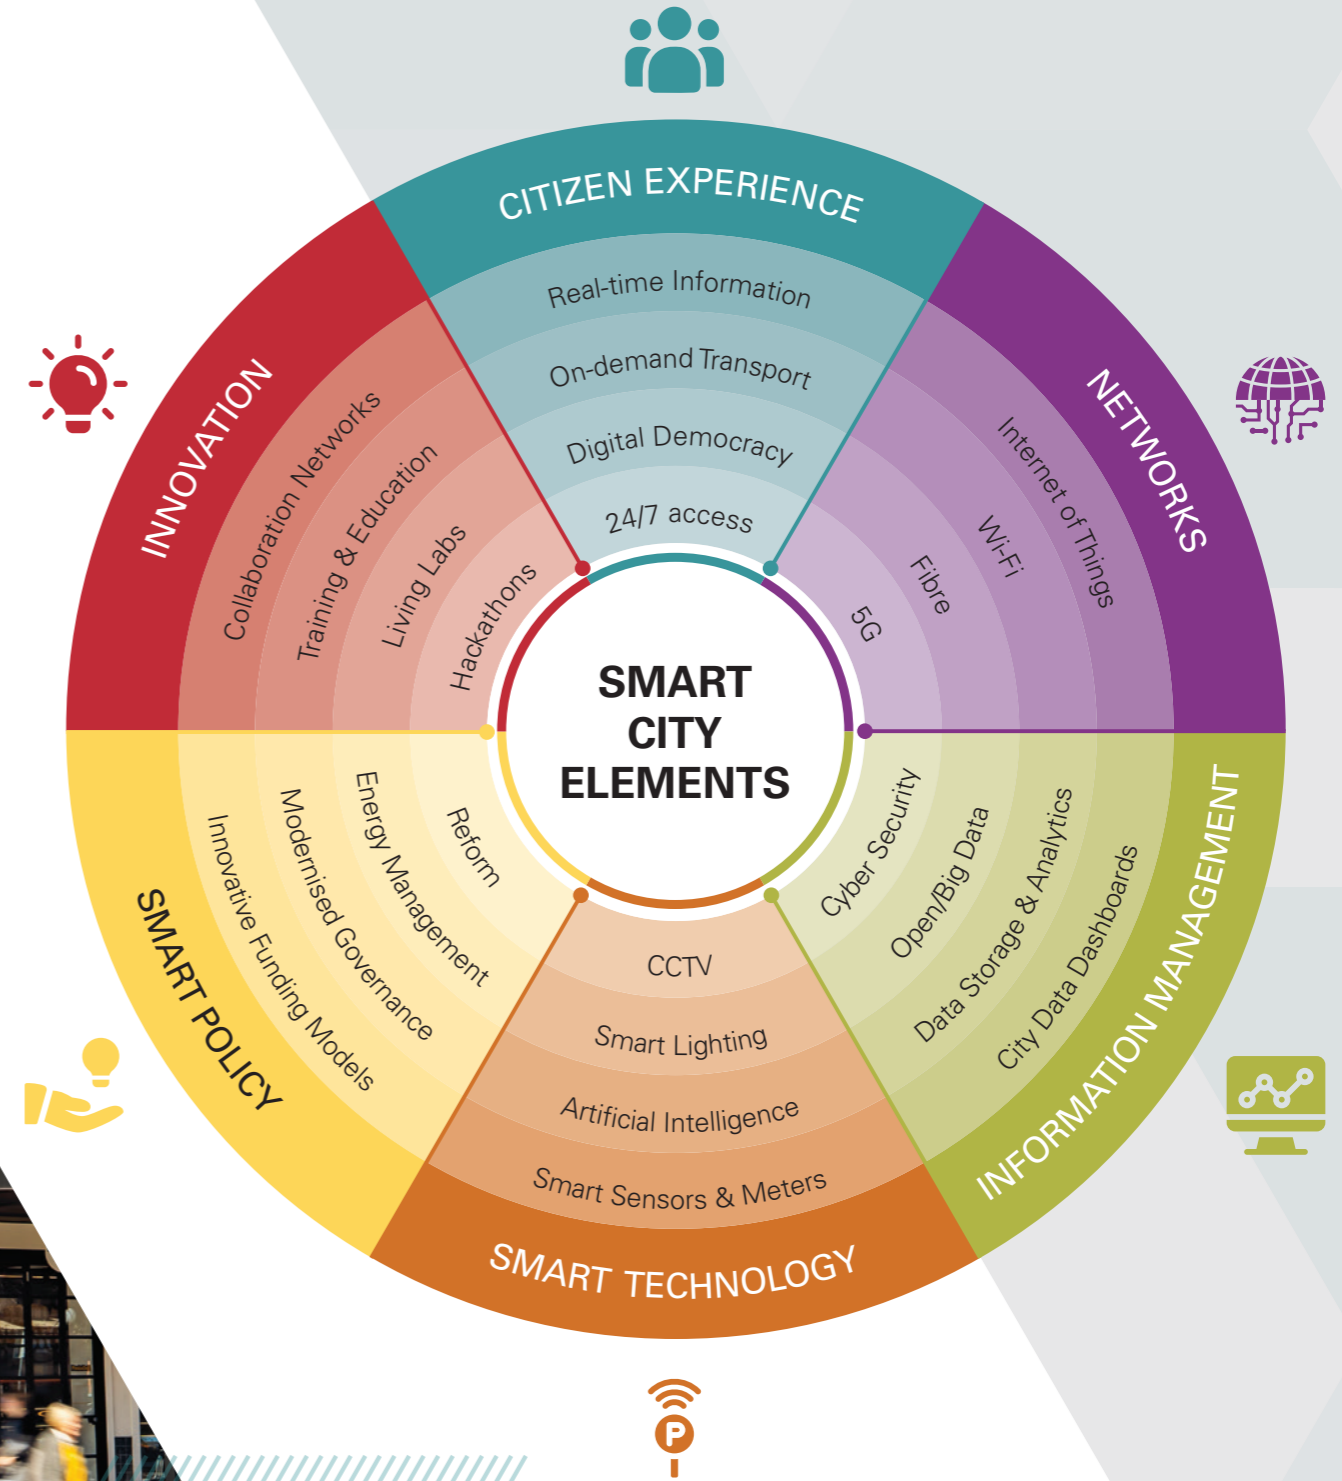 CITIZEN EXPERIENCE
Real-time Information
On-demand Transport
Digital Democracy
24/7 access
NETWORKS
Internet of Things
Wi-Fi
Fibre
5G
INFORMATION MANAGEMENT
City Data Dashboards
Data Storage & Analytics
Open/Big Data
Cyber Security
SMART TECHNOLOGY
Smart Sensors & Meters
Artificial Intelligence
Smart Lighting
CCTV
SMART POLICY
Innovative Funding Models
Modernised Governance
Energy Management
Reform
INNOVATION
Collaboration Networks
Training & Education
Living Labs
Hackathons
SMART
CITY
ELEMENTS
P